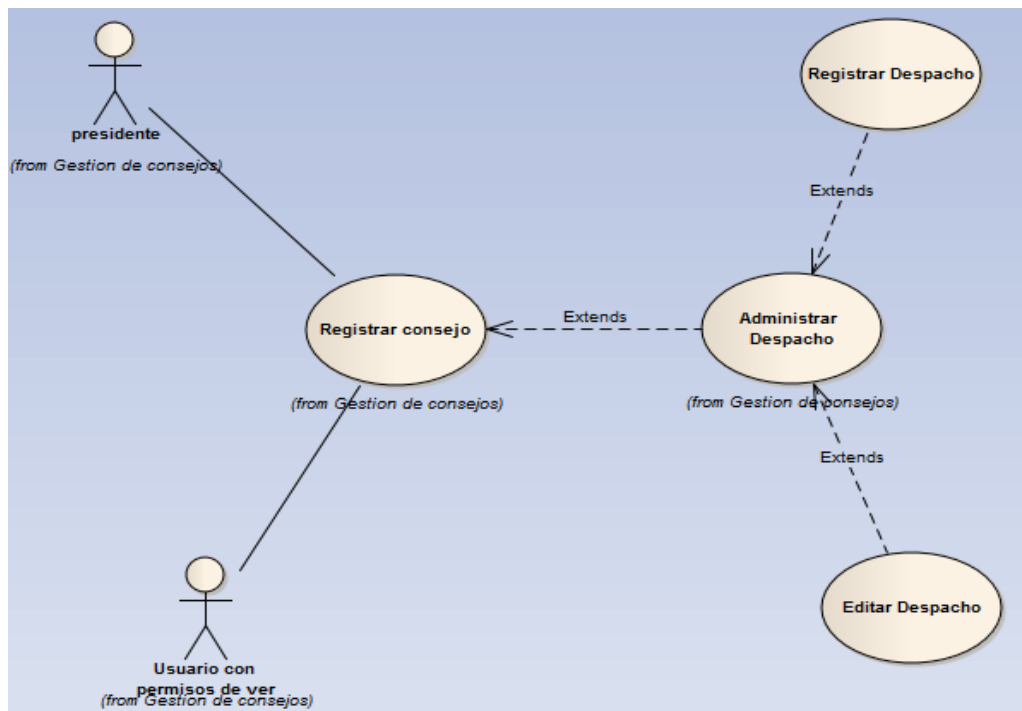 presidente
(from Gestion de consejos)
Registrar Despacho
Extends
Registrar consejo
(from Gestion de consejos)
Extends
Administrar
Despacho
(from Gestion de consejos)
Extends
Editar Despacho
Usuario con
permisos de ver
(from Gestion de consejos)